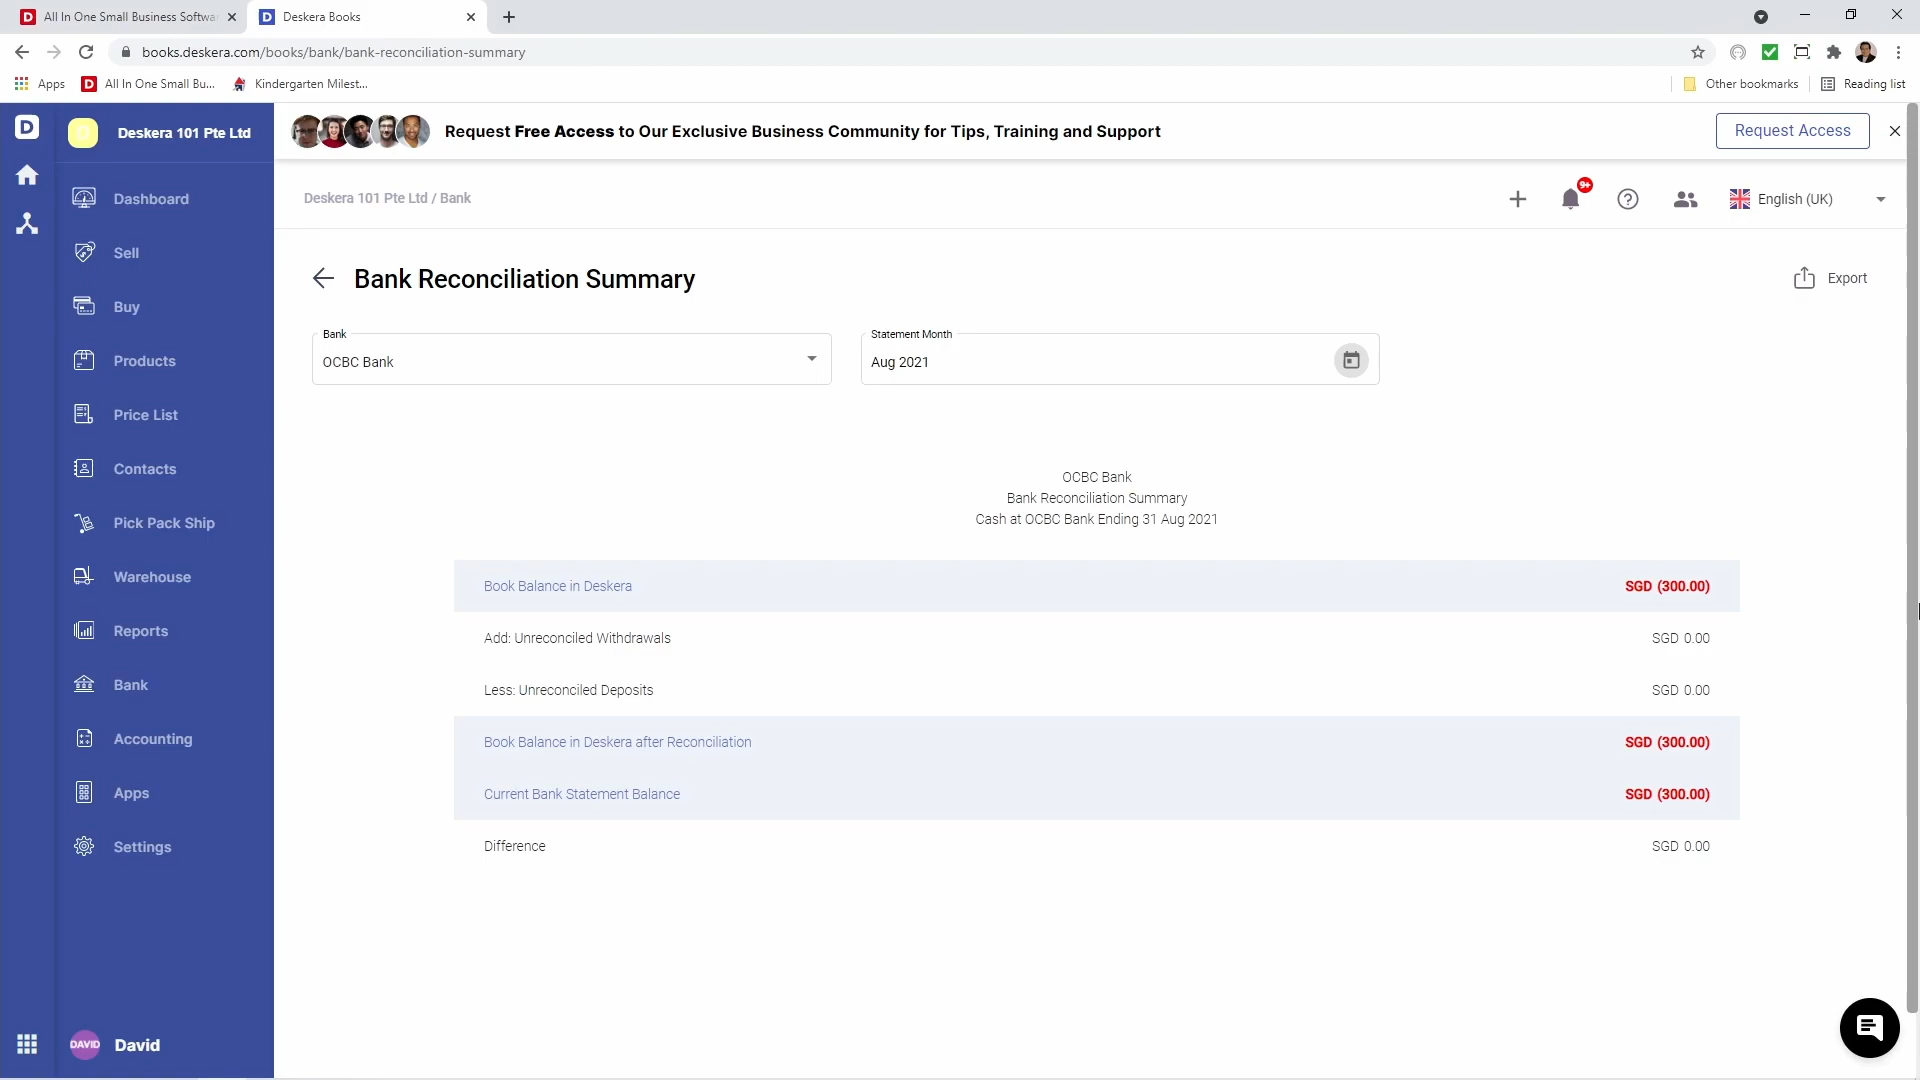 All In One Small Business Softwa
Deskera Books
books.deskera.com/books/bank/bank-reconciliation-summary
Apps
All In One Small Bu...
Kindergarten Milest...
Other bookmarks
Reading list
Deskera 101 Pte Ltd
Request Free Access to Our Exclusive Business Community for Tips, Training and Support
Request Access
Dashboard
Sell
Buy
Products
Price List
Contacts
Pick Pack Ship
Warehouse
Reports
Bank
Accounting
Apps
Settings
DAVID
David
Deskera 101 Pte Ltd / Bank
9+
English (UK)
Bank Reconciliation Summary
Export
Bank
OCBC Bank
Statement Month
Aug 2021
OCBC Bank
Bank Reconciliation Summary
Cash at OCBC Bank Ending 31 Aug 2021
Book Balance in Deskera SGD (300.00)
Add: Unreconciled Withdrawals SGD 0.00
Less: Unreconciled Deposits SGD 0.00
Book Balance in Deskera after Reconciliation SGD (300.00)
Current Bank Statement Balance SGD (300.00)
Difference SGD 0.00